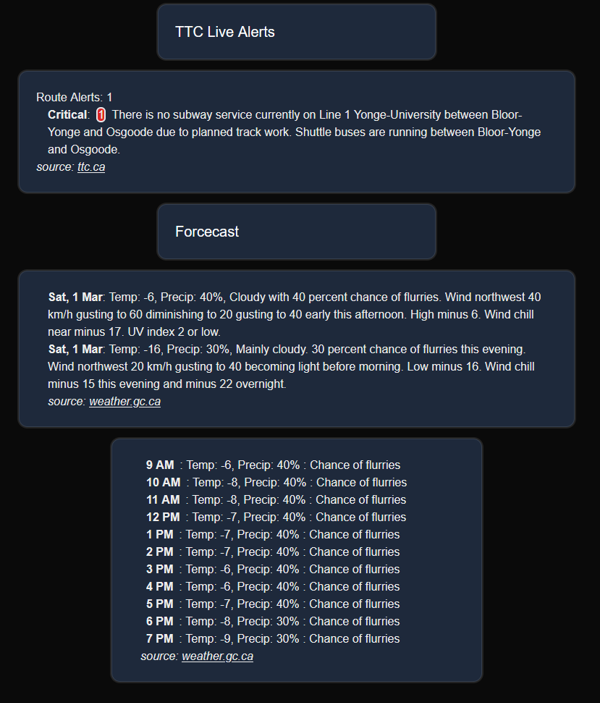 TTC Live Alerts
Route Alerts: 1
Critical: 1 There is no subway service currently on Line 1 Yonge-University between Bloor-
Yonge and Osgoode due to planned track work. Shuttle buses are running between Bloor-Yonge
and Osgoode.
source: ttc.ca
Forcecast
Sat, 1 Mar: Temp: -6, Precip: 40%, Cloudy with 40 percent chance of flurries. Wind northwest 40
km/h gusting to 60 diminishing to 20 gusting to 40 early this afternoon. High minus 6. Wind chill
near minus 17. UV index 2 or low.
Sat, 1 Mar: Temp: -16, Precip: 30%, Mainly cloudy. 30 percent chance of flurries this evening.
Wind northwest 20 km/h gusting to 40 becoming light before morning. Low minus 16. Wind chill
minus 15 this evening and minus 22 overnight.
source: weather.gc.ca
9 AM : Temp: -6, Precip: 40% : Chance of flurries
10 AM : Temp: -8, Precip: 40% : Chance of flurries
11 AM : Temp: -8, Precip: 40% : Chance of flurries
12 PM : Temp: -7, Precip: 40% : Chance of flurries
1 PM : Temp: -7, Precip: 40% : Chance of flurries
2 PM : Temp: -7, Precip: 40% : Chance of flurries
3 PM : Temp: -6, Precip: 40% : Chance of flurries
4 PM : Temp: -6, Precip: 40% : Chance of flurries
5 PM : Temp: -7, Precip: 40% : Chance of flurries
6 PM : Temp: -8, Precip: 30% : Chance of flurries
7 PM : Temp: -9, Precip: 30% : Chance of flurries
source: weather.gc.ca